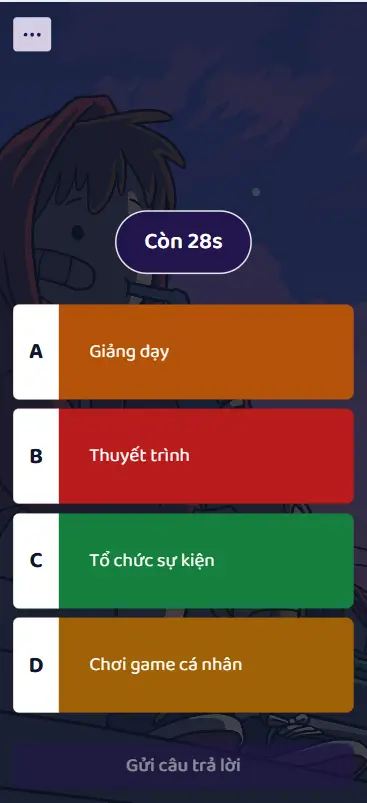 Còn 28s
A
Giảng dạy
B
Thuyết trình
C
Tổ chức sự kiện
D
Chơi game cá nhân
Gửi câu trả lời